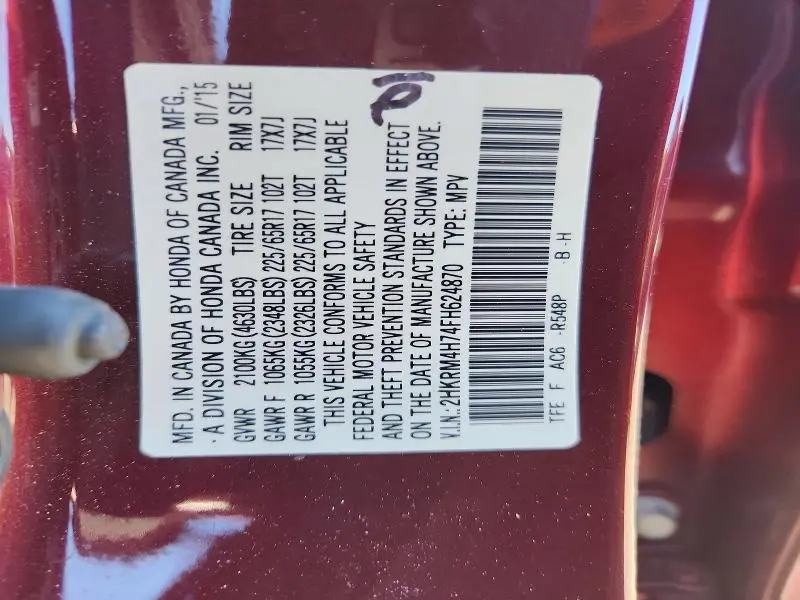 MFD. IN CANADA BY HONDA OF CANADA MFG.,
· A DIVISION OF HONDA CANADA INC. 01/'15
GVWR 2100KG(4630LBS) TIRE SIZE RIM SIZE
GAWR F 1065KG(2348LBS) 225/65R17 102T 17X7J
GAWR R 1055KG(2326LBS) 225/65R17 102T 17X7J
THIS VEHICLE CONFORMS TO ALL APPLICABLE
FEDERAL MOTOR VEHICLE SAFETY
AND THEFT PREVENTION STANDARDS IN EFFECT
ON THE DATE OF MANUFACTURE SHOWN ABOVE.
V.I.N.: 2HKRM4H74FH624870 TYPE: MPV
TFE F AC6 -R548P -B -H